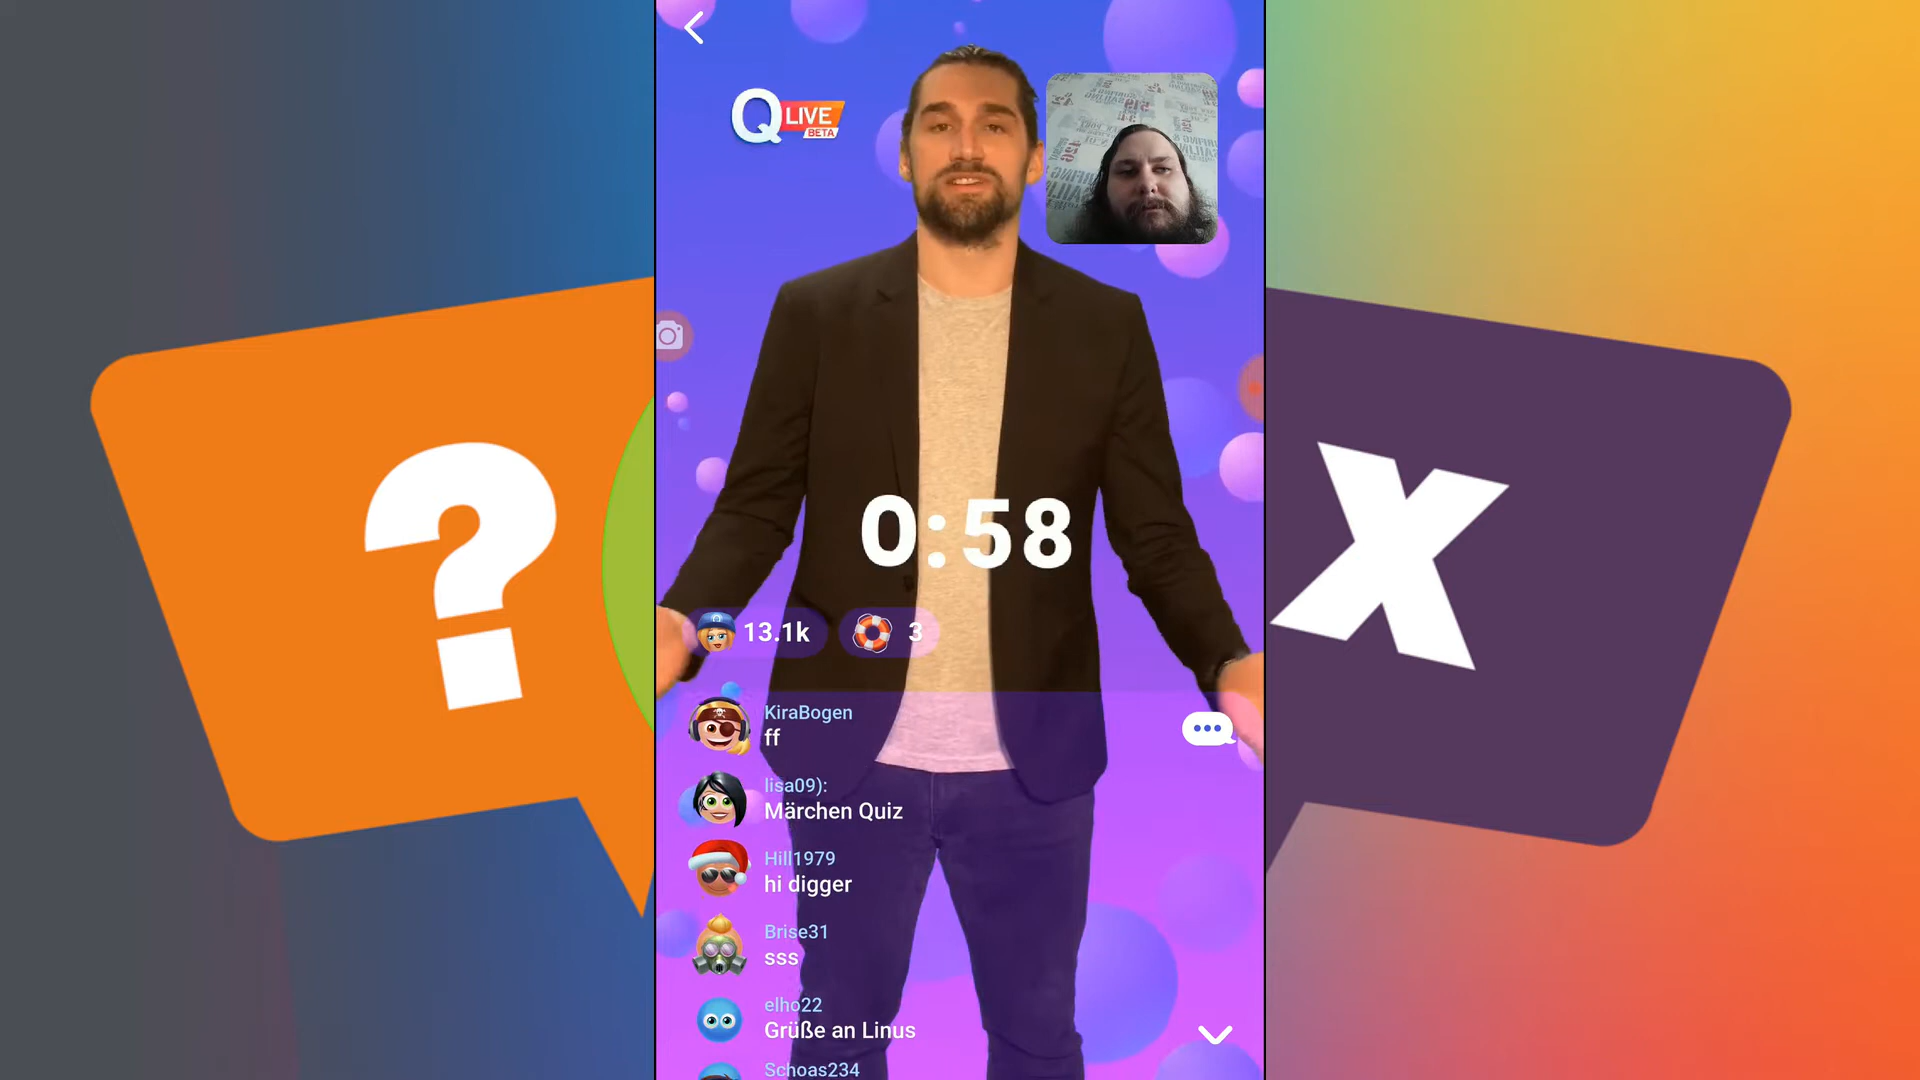 Q LIVE
BETA
519
0:58
13.1k
3
KiraBogen
ff
lisa09):
Märchen Quiz
Hill1979
hi digger
Brise31
sss
elho22
Grüße an Linus
Schoas234
?
X